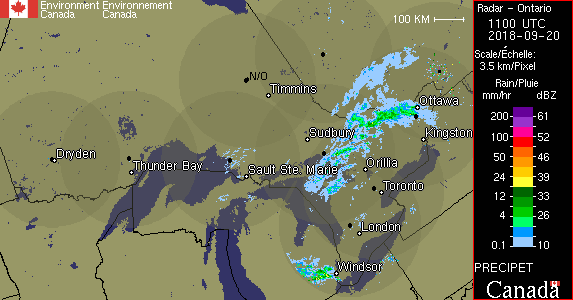 Environment Environnement
Canada Canada
100 KM
Radar - Ontario
1100 UTC
2018-09-20
Scale/Échelle:
3.5 km/Pixel
Rain/Pluie
mm/hr dBZ
200 61
100 52
50 46
24 39
12 33
4 26
0.1 10
N/O
Timmins
Ottawa
Sudbury
Kingston
Dryden
Thunder Bay
Sault Ste. Marie
Orillia
Toronto
London
Windsor
PRECIPET
Canada